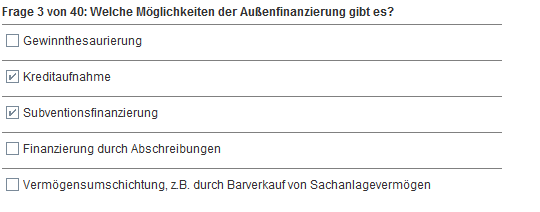 Frage 3 von 40: Welche Möglichkeiten der Außenfinanzierung gibt es?
Gewinnthesaurierung
Kreditaufnahme
Subventionsfinanzierung
Finanzierung durch Abschreibungen
Vermögensumschichtung, z.B. durch Barverkauf von Sachanlagevermögen